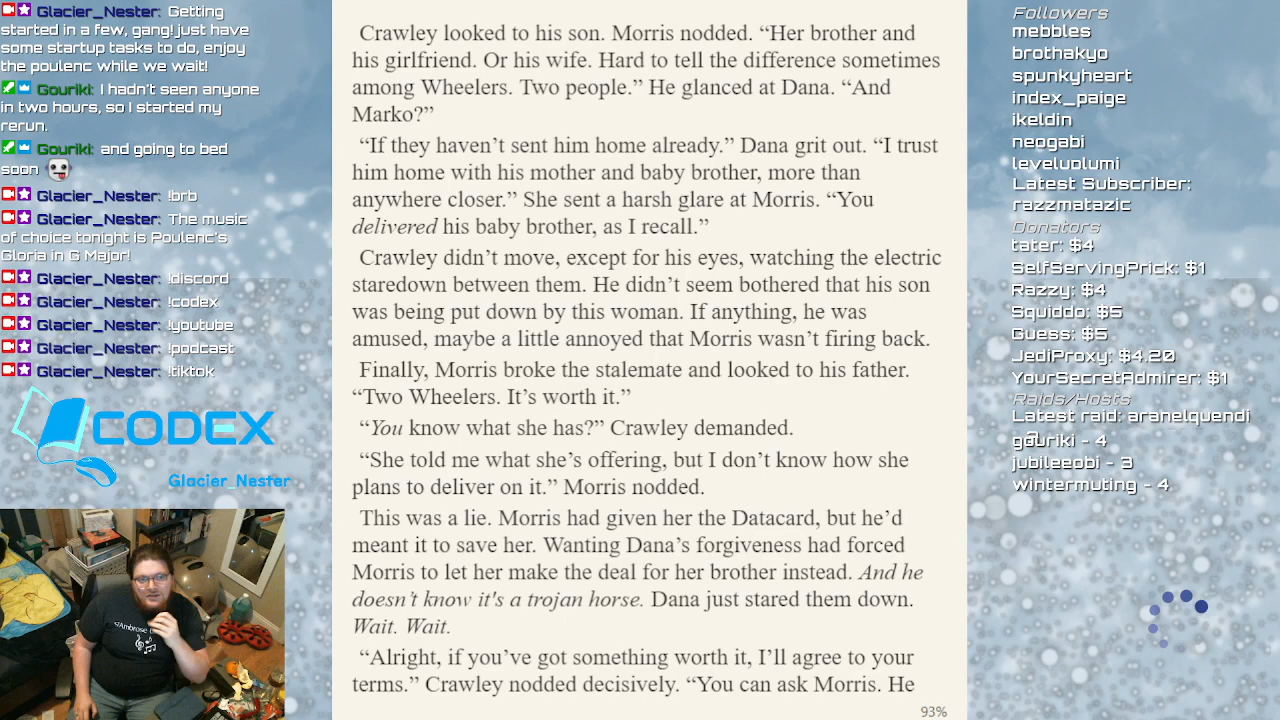 Glacier_Nester: Getting
started in a few, gang! just have
some startup tasks to do, enjoy
the poulenc while we wait!
Gouriki: I hadn't seen anyone
in two hours, so I started my
rerun.
Gouriki: and going to bed
soon
Glacier_Nester: !brb
Glacier_Nester: The music
of choice tonight is Poulenc's
Gloria in G Major!
Glacier_Nester: !discord
Glacier_Nester: !codex
Glacier_Nester: !youtube
Glacier_Nester: !podcast
Glacier_Nester: !tiktok
CODEX
Glacier_Nester
Crawley looked to his son. Morris nodded. “Her brother and
his girlfriend. Or his wife. Hard to tell the difference sometimes
among Wheelers. Two people.” He glanced at Dana. “And
Marko?”
“If they haven’t sent him home already.” Dana grit out. “I trust
him home with his mother and baby brother, more than
anywhere closer.” She sent a harsh glare at Morris. “You
delivered his baby brother, as I recall.”
Crawley didn’t move, except for his eyes, watching the electric
staredown between them. He didn’t seem bothered that his son
was being put down by this woman. If anything, he was
amused, maybe a little annoyed that Morris wasn’t firing back.
Finally, Morris broke the stalemate and looked to his father.
“Two Wheelers. It’s worth it.”
“You know what she has?” Crawley demanded.
“She told me what she’s offering, but I don’t know how she
plans to deliver on it.” Morris nodded.
This was a lie. Morris had given her the Datacard, but he’d
meant it to save her. Wanting Dana’s forgiveness had forced
Morris to let her make the deal for her brother instead. And he
doesn’t know it's a trojan horse. Dana just stared them down.
Wait. Wait.
“Alright, if you’ve got something worth it, I’ll agree to your
terms.” Crawley nodded decisively. “You can ask Morris. He
93%
Followers
mebbles
brothakyo
spunkyheart
index_paige
ikeldin
neogabi
leveluolumi
Latest Subscriber:
razzmatazic
Donators
tater: $4
SelfServingPrick: $1
Razzy: $4
Squiddo: $5
Guess: $5
JediProxy: $4.20
YourSecretAdmirer: $1
Raids/Hosts
Latest raid: aranelquendi
gouriki - 4
jubileeobi - 3
wintermuting - 4